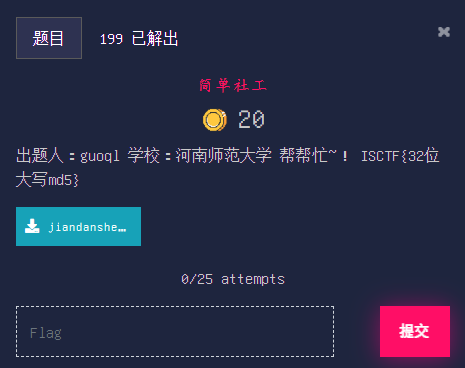 题目 199 已解出 ×
简单社工
20
出题人：guoql 学校：河南师范大学 帮帮忙~！ ISCTF{32位
大写md5}
jiandanshe…
0/25 attempts
Flag 提交